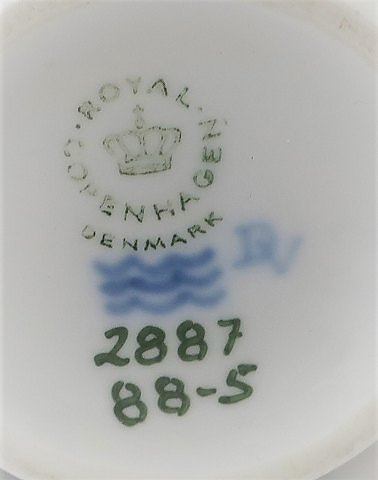 ROYAL
COPENHAGEN
DENMARK
2887
88-5